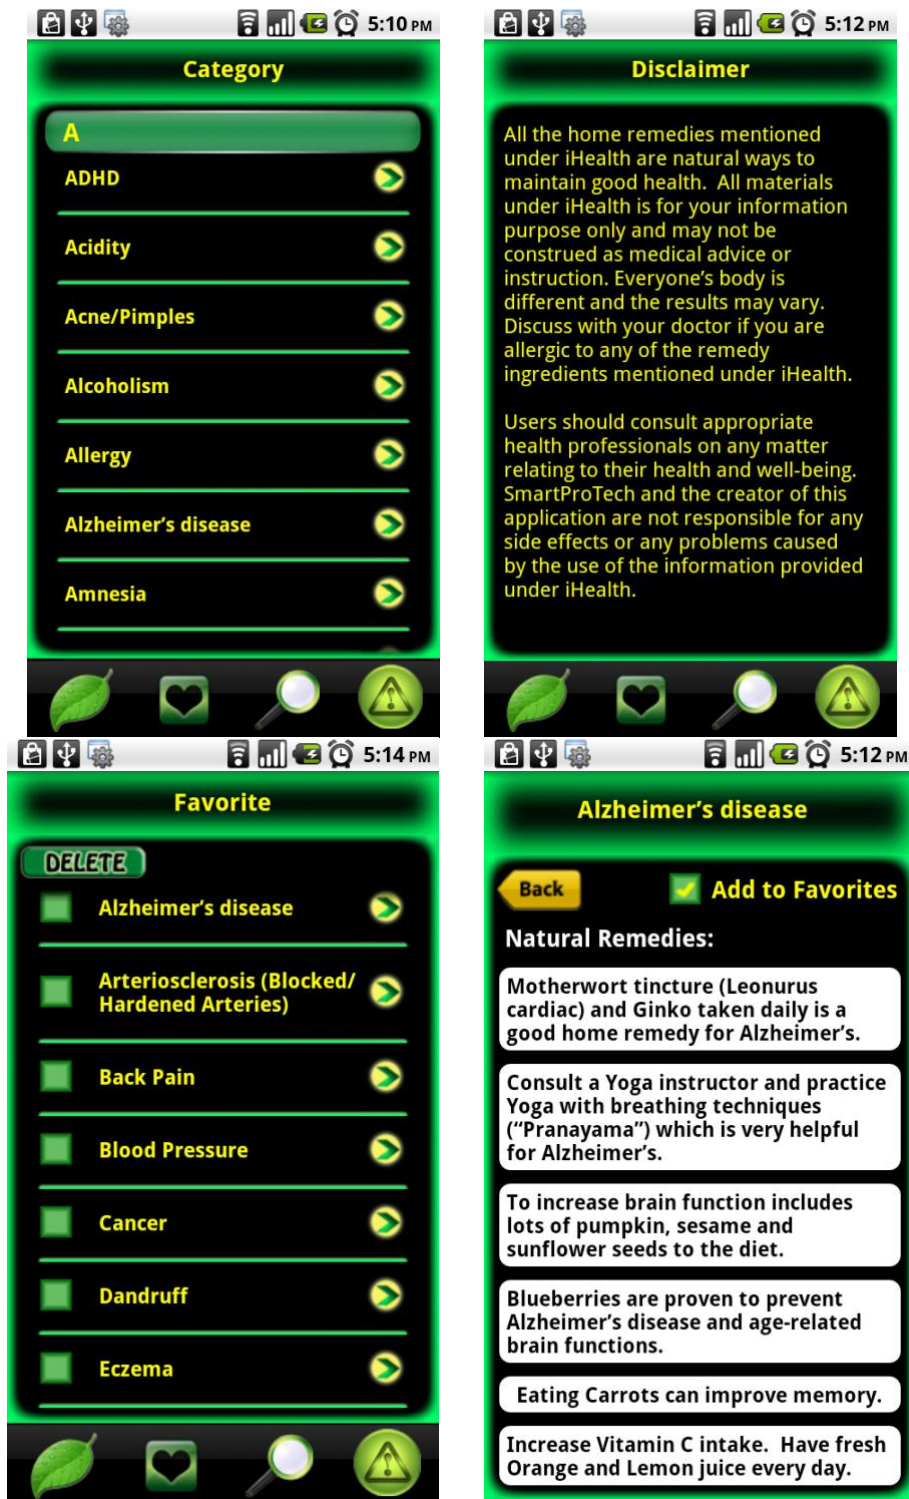 5:10 PM
Category
A
ADHD
Acidity
Acne/Pimples
Alcoholism
Allergy
Alzheimer’s disease
Amnesia
5:12 PM
Disclaimer
All the home remedies mentioned
under iHealth are natural ways to
maintain good health.  All materials
under iHealth is for your information
purpose only and may not be
construed as medical advice or
instruction. Everyone’s body is
different and the results may vary.
Discuss with your doctor if you are
allergic to any of the remedy
ingredients mentioned under iHealth.
Users should consult appropriate
health professionals on any matter
relating to their health and well-being.
SmartProTech and the creator of this
application are not responsible for any
side effects or any problems caused
by the use of the information provided
under iHealth.
5:14 PM
Favorite
DELETE
Alzheimer’s disease
Arteriosclerosis (Blocked/
Hardened Arteries)
Back Pain
Blood Pressure
Cancer
Dandruff
Eczema
5:12 PM
Alzheimer’s disease
Back
Add to Favorites
Natural Remedies:
Motherwort tincture (Leonurus
cardiac) and Ginko taken daily is a
good home remedy for Alzheimer’s.
Consult a Yoga instructor and practice
Yoga with breathing techniques
(“Pranayama”) which is very helpful
for Alzheimer’s.
To increase brain function includes
lots of pumpkin, sesame and
sunflower seeds to the diet.
Blueberries are proven to prevent
Alzheimer’s disease and age-related
brain functions.
Eating Carrots can improve memory.
Increase Vitamin C intake.  Have fresh
Orange and Lemon juice every day.